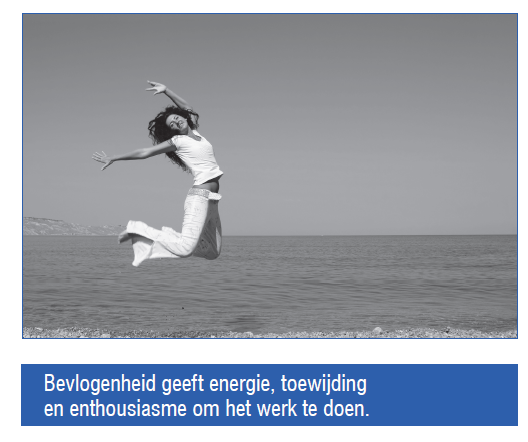 Bevlogenheid geeft energie, toewijding
en enthousiasme om het werk te doen.